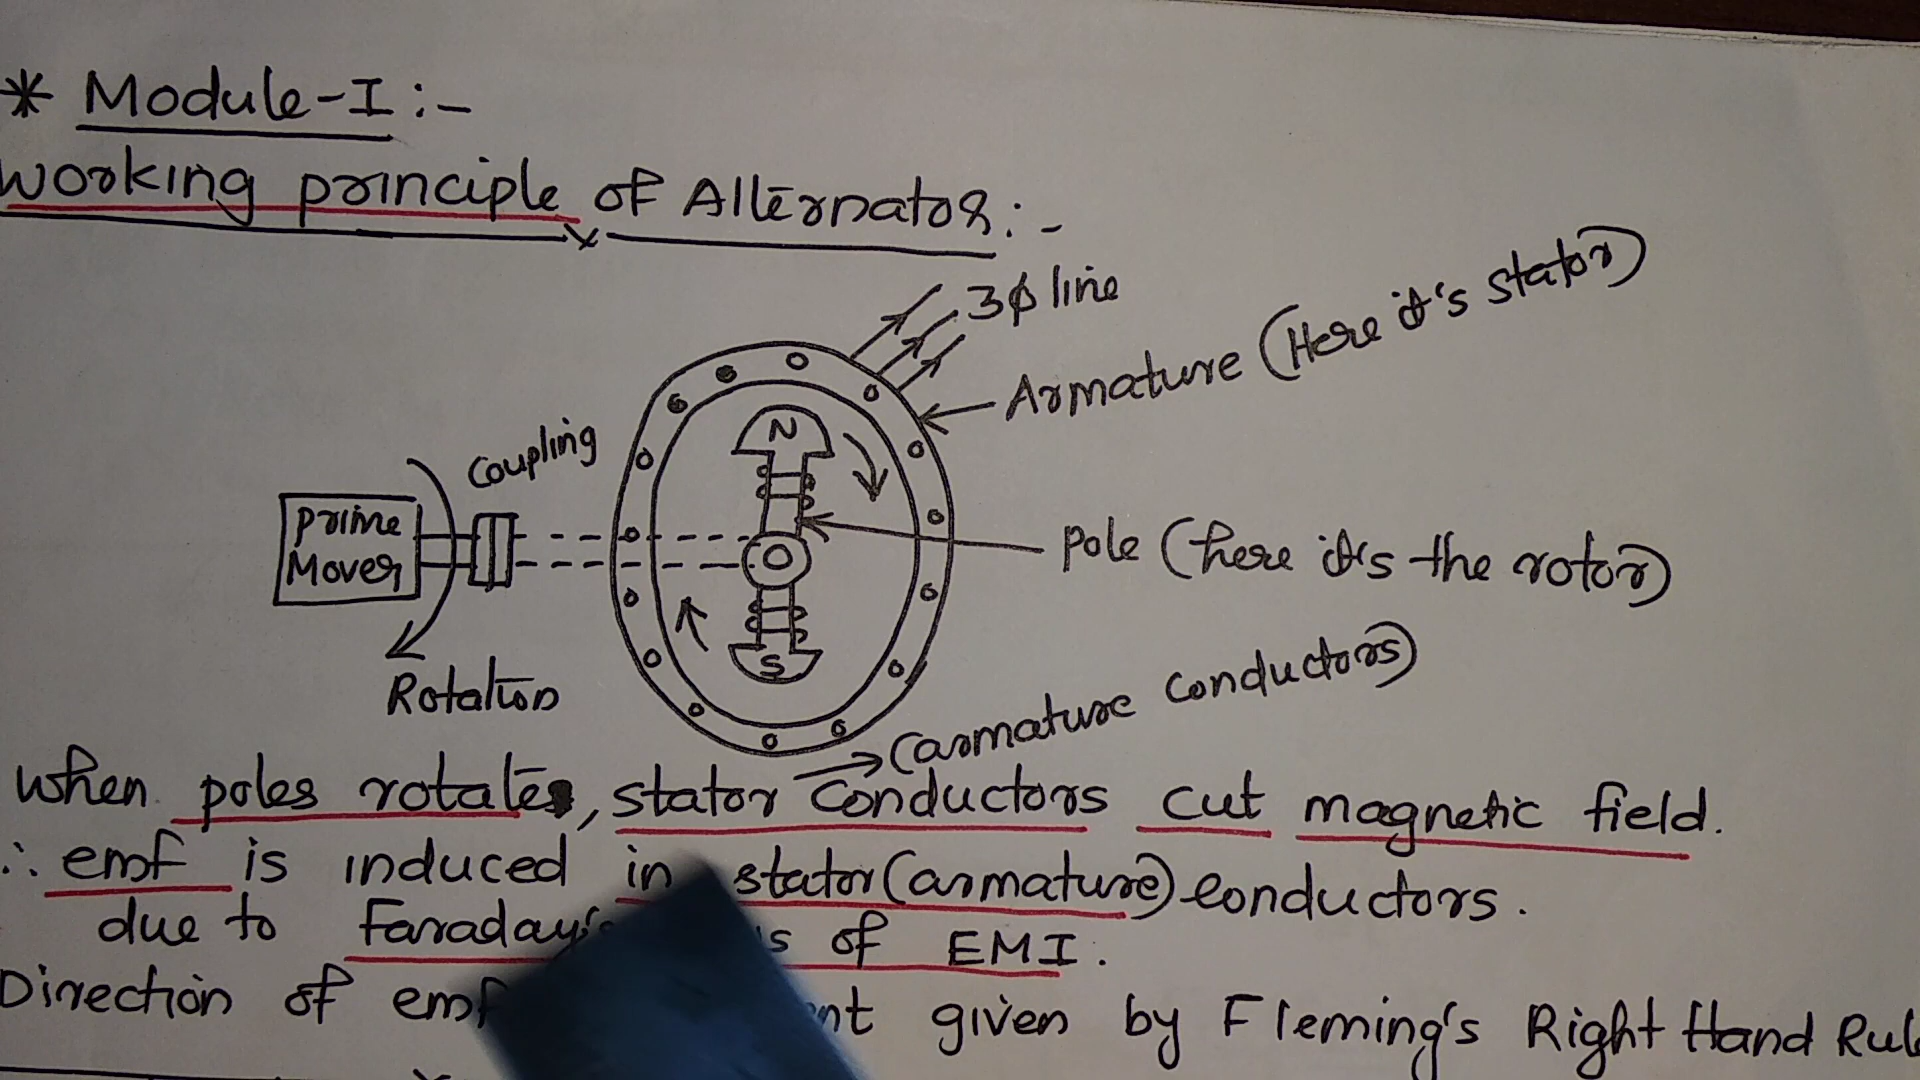 * Module-I:-
Working principle of Alternator:-
3ϕ line
Armature (Here it's stator)
Coupling
N
Prime
Mover
Pole (here it's the rotor)
S
Rotation
→ (armature conductors)
When poles rotates, stator conductors cut magnetic field.
∴ emf is induced in stator (armature) conductors.
due to Faraday's of EMI.
Direction of emf given by Fleming's Right Hand